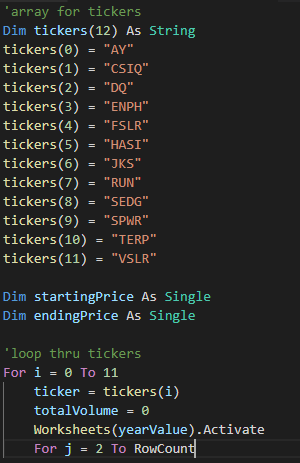 'array for tickers
Dim tickers(12) As String
tickers(0) = "AY"
tickers(1) = "CSIQ"
tickers(2) = "DQ"
tickers(3) = "ENPH"
tickers(4) = "FSLR"
tickers(5) = "HASI"
tickers(6) = "JKS"
tickers(7) = "RUN"
tickers(8) = "SEDG"
tickers(9) = "SPWR"
tickers(10) = "TERP"
tickers(11) = "VSLR"

Dim startingPrice As Single
Dim endingPrice As Single

'loop thru tickers
For i = 0 To 11
    ticker = tickers(i)
    totalVolume = 0
    Worksheets(yearValue).Activate
    For j = 2 To RowCount